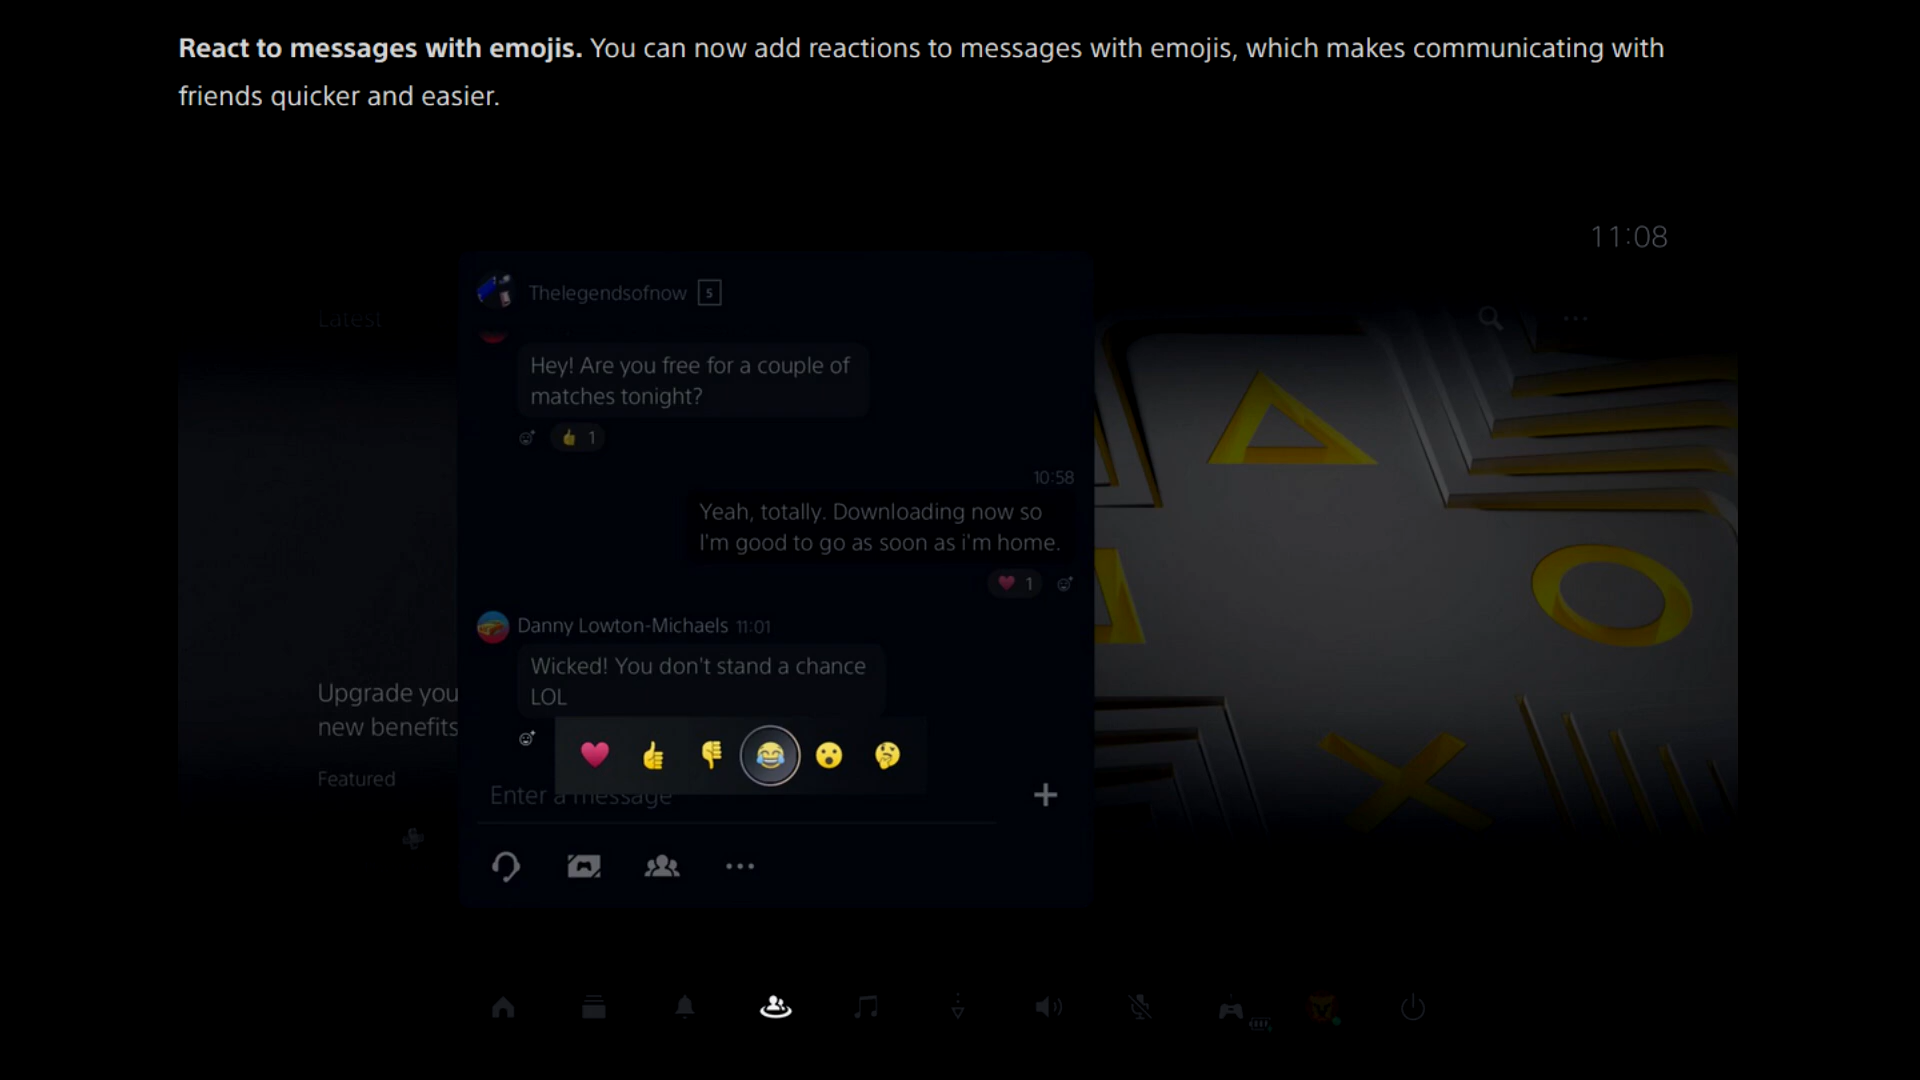 React to messages with emojis. You can now add reactions to messages with emojis, which makes communicating with
friends quicker and easier.
11:08
Thelegendsofnow S
Latest
Hey! Are you free for a couple of
matches tonight?
1
10:58
Yeah, totally. Downloading now so
I'm good to go as soon as i'm home.
1
Danny Lowton-Michaels 11:01
Wicked! You don't stand a chance
LOL
Upgrade you
new benefits
Featured
Enter a message